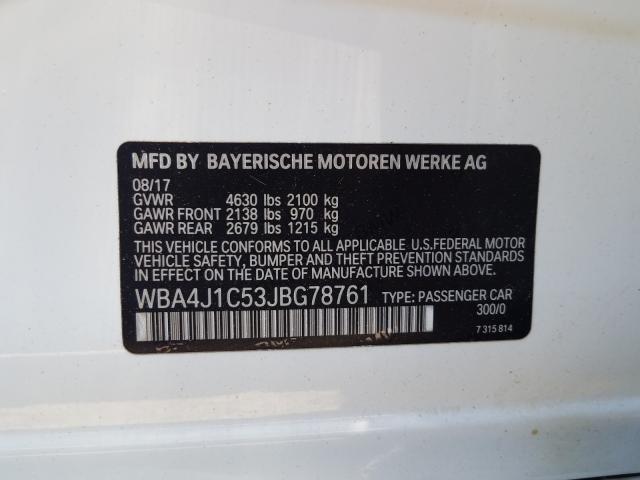 MFD BY BAYERISCHE MOTOREN WERKE AG
08/17
GVWR 4630 lbs 2100 kg
GAWR FRONT 2138 lbs 970 kg
GAWR REAR 2679 lbs 1215 kg
THIS VEHICLE CONFORMS TO ALL APPLICABLE U.S.FEDERAL MOTOR
VEHICLE SAFETY, BUMPER AND THEFT PREVENTION STANDARDS
IN EFFECT ON THE DATE OF MANUFACTURE SHOWN ABOVE.
WBA4J1C53JBG78761 TYPE: PASSENGER CAR
300/0
7 315 814